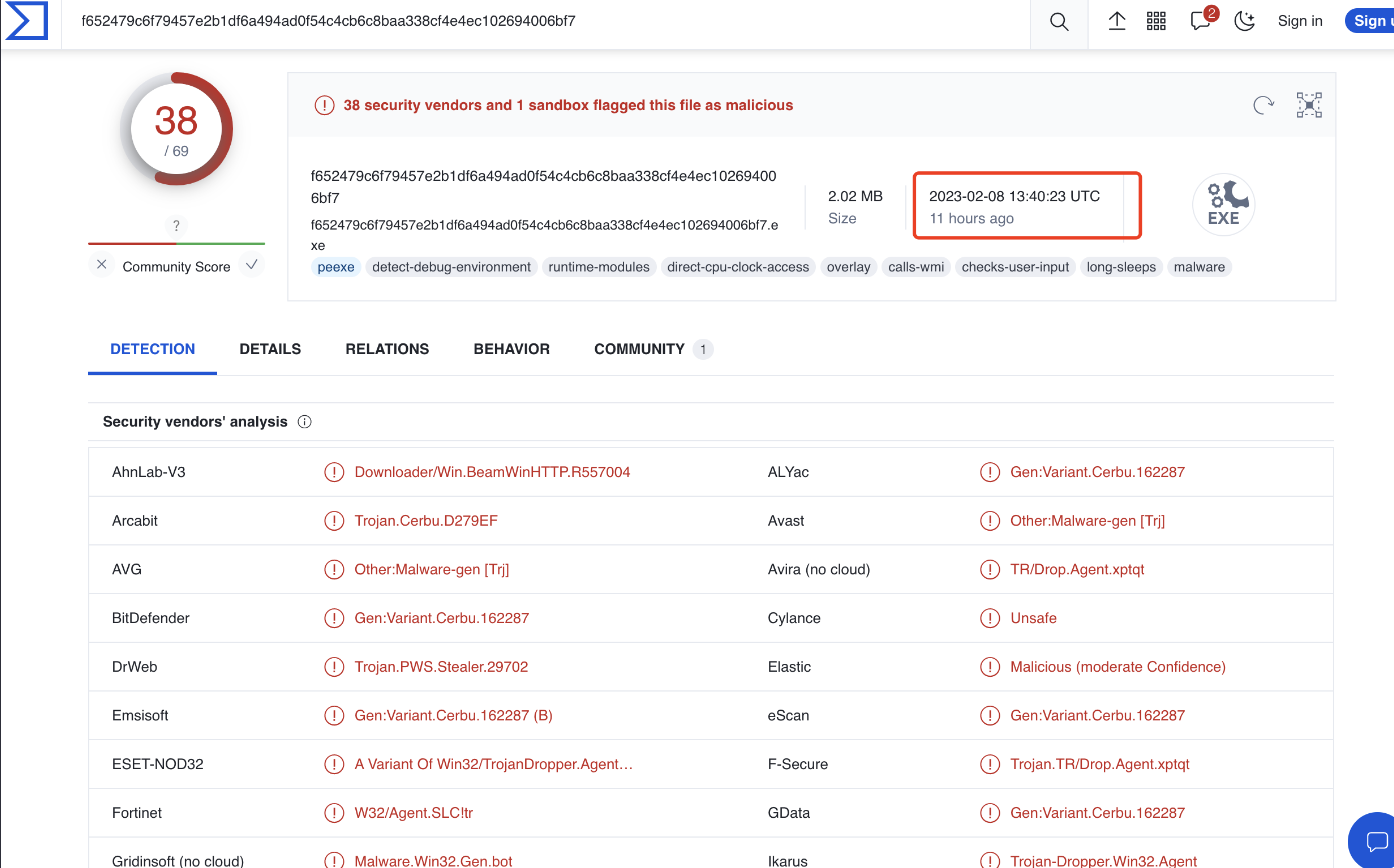 f652479c6f79457e2b1df6a494ad0f54c4cb6c8baa338cf4e4ec102694006bf7
2
Sign in
Sign u
38
/ 69
?
Community Score
38 security vendors and 1 sandbox flagged this file as malicious
f652479c6f79457e2b1df6a494ad0f54c4cb6c8baa338cf4e4ec10269400
6bf7
f652479c6f79457e2b1df6a494ad0f54c4cb6c8baa338cf4e4ec102694006bf7.e
xe
2.02 MB
Size
2023-02-08 13:40:23 UTC
11 hours ago
EXE
peexe detect-debug-environment runtime-modules direct-cpu-clock-access overlay calls-wmi checks-user-input long-sleeps malware
DETECTION DETAILS RELATIONS BEHAVIOR COMMUNITY 1
Security vendors' analysis
AhnLab-V3 Downloader/Win.BeamWinHTTP.R557004 ALYac Gen:Variant.Cerbu.162287
Arcabit Trojan.Cerbu.D279EF Avast Other:Malware-gen [Trj]
AVG Other:Malware-gen [Trj] Avira (no cloud) TR/Drop.Agent.xptqt
BitDefender Gen:Variant.Cerbu.162287 Cylance Unsafe
DrWeb Trojan.PWS.Stealer.29702 Elastic Malicious (moderate Confidence)
Emsisoft Gen:Variant.Cerbu.162287 (B) eScan Gen:Variant.Cerbu.162287
ESET-NOD32 A Variant Of Win32/TrojanDropper.Agent… F-Secure Trojan.TR/Drop.Agent.xptqt
Fortinet W32/Agent.SLC!tr GData Gen:Variant.Cerbu.162287
Gridinsoft (no cloud) Malware.Win32.Gen.bot Ikarus Trojan-Dropper.Win32.Agent